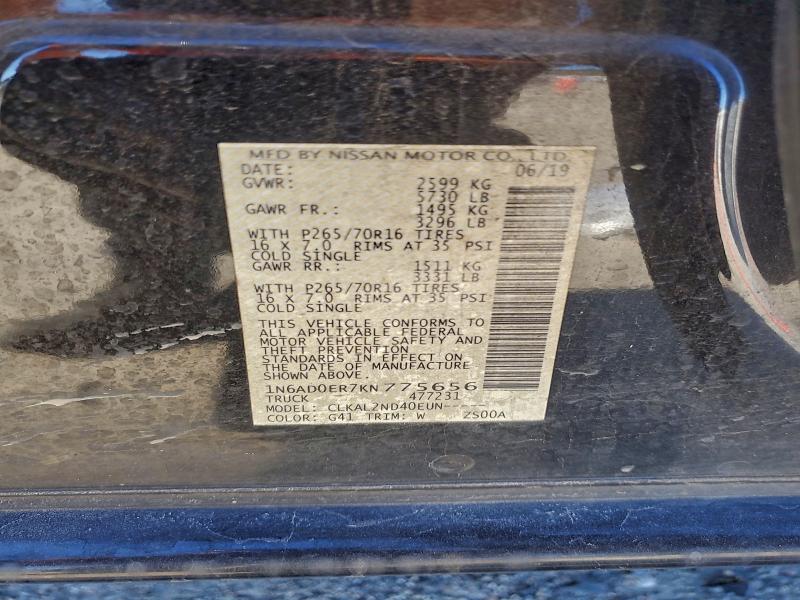 MFD BY NISSAN MOTOR CO., LTD.
DATE: 06/19
GVWR: 2599 KG
5730 LB
GAWR FR.: 1495 KG
3296 LB
WITH P265/70R16 TIRES
16 X 7.0 RIMS AT 35 PSI
COLD SINGLE
GAWR RR.: 1511 KG
3331 LB
WITH P265/70R16 TIRES
16 X 7.0 RIMS AT 35 PSI
COLD SINGLE
THIS VEHICLE CONFORMS TO
ALL APPLICABLE FEDERAL
MOTOR VEHICLE SAFETY AND
THEFT PREVENTION
STANDARDS IN EFFECT ON
THE DATE OF MANUFACTURE
SHOWN ABOVE.
1N6AD0ER7KN775656
TRUCK 477231
MODEL: CLKAL2ND40EUN-----
COLOR: G41 TRIM: W ZS00A